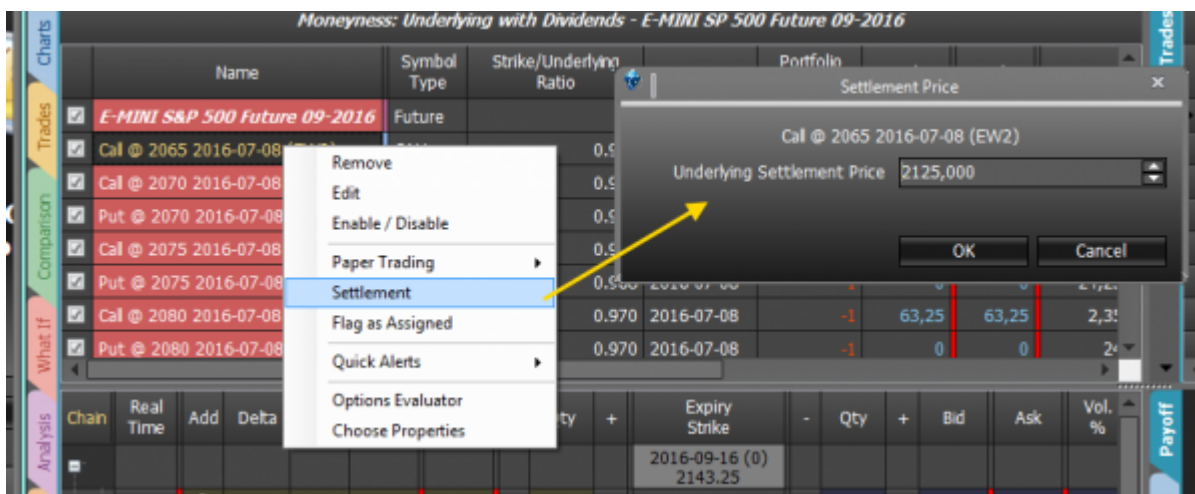 Moneyness: Underlying with Dividends - E-MINI SP 500 Future 09-2016
Charts
Trades
Comparison
What If
Analysis
Trades
Payoff
Name
Symbol Type
Strike/Underlying Ratio
Portfolio
E-MINI S&P 500 Future 09-2016 Future
Call @ 2065 2016-07-08
Call @ 2070 2016-07-08
Put @ 2070 2016-07-08
Call @ 2075 2016-07-08
Put @ 2075 2016-07-08
Call @ 2080 2016-07-08 0.970 2016-07-08 -1 63,25 63,25
Put @ 2080 2016-07-08 0.970 2016-07-08 -1 0 0
Remove
Edit
Enable / Disable
Paper Trading
Settlement
Flag as Assigned
Quick Alerts
Options Evaluator
Choose Properties
Settlement Price x
Call @ 2065 2016-07-08 (EW2)
Underlying Settlement Price 2125,000
OK Cancel
Chain Real Time Add Delta + Expiry Strike - Qty + Bid Ask Vol. %
2016-09-16 (0)
2143.25